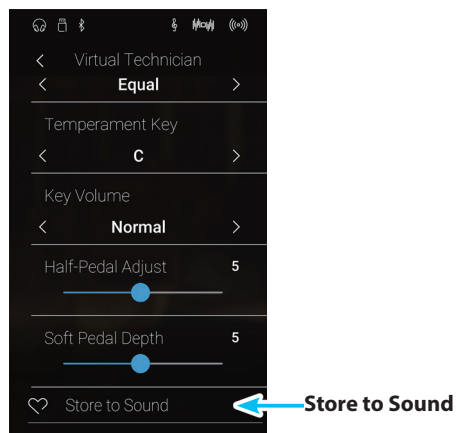 Virtual Technician
Equal
Temperament Key
C
Key Volume
Normal
Half-Pedal Adjust 5
Soft Pedal Depth 5
Store to Sound Store to Sound